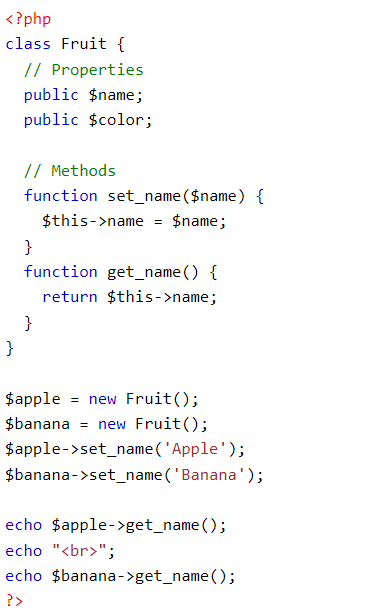 <?php
class Fruit {
  // Properties
  public $name;
  public $color;

  // Methods
  function set_name($name) {
    $this->name = $name;
  }
  function get_name() {
    return $this->name;
  }
}

$apple = new Fruit();
$banana = new Fruit();
$apple->set_name('Apple');
$banana->set_name('Banana');

echo $apple->get_name();
echo "<br>";
echo $banana->get_name();
?>